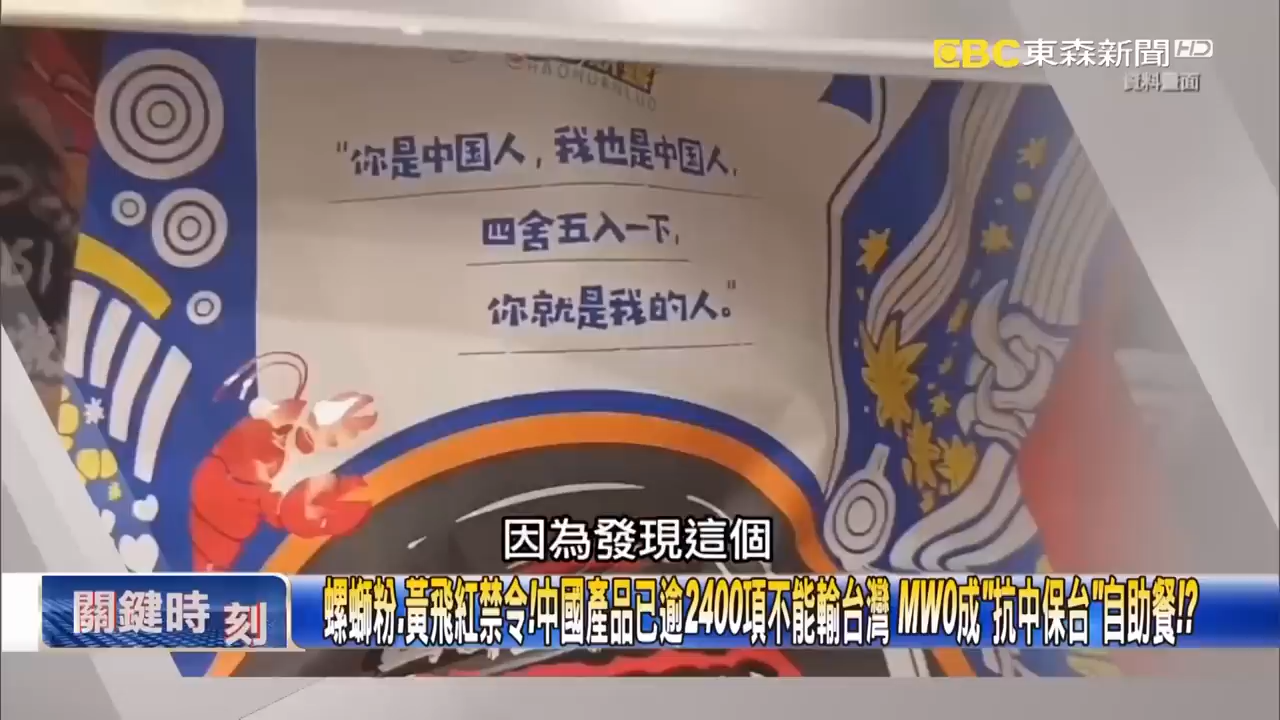 EBC東森新聞HD
資料畫面
HAOHUANLUO
"你是中国人,我也是中国人,
四舍五入一下,
你就是我的人。"
因為發現這個
關鍵時刻
螺螄粉.黃飛紅禁令!中國產品已逾2400項不能輸台灣 MWO成"抗中保台"自助餐!?